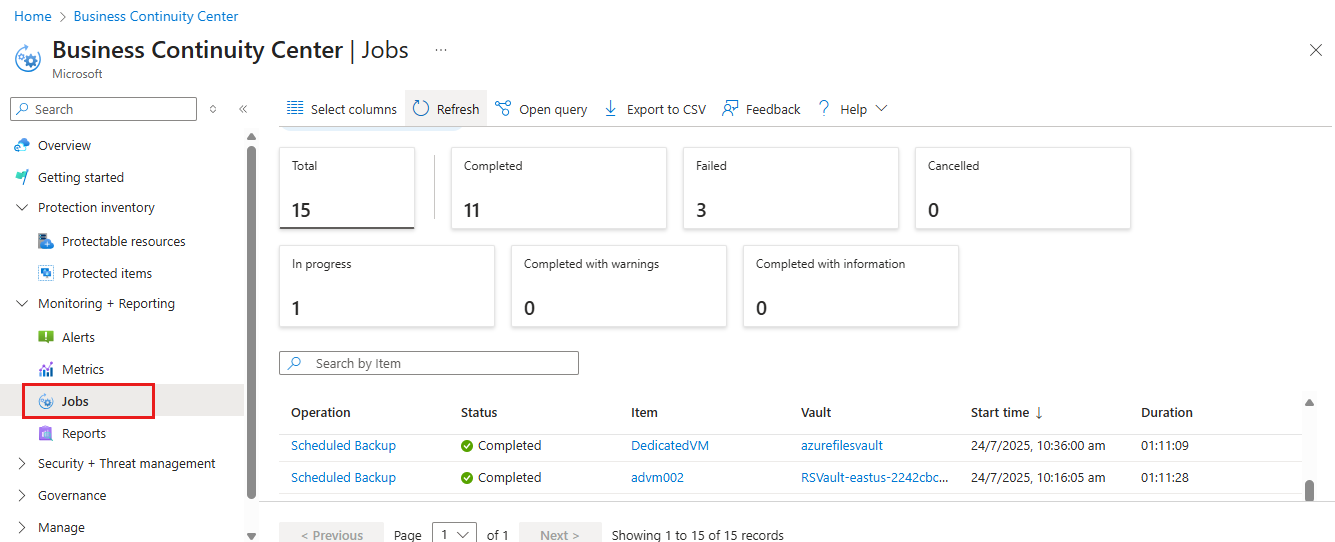 Home > Business Continuity Center
Business Continuity Center | Jobs ...
Microsoft
Search
Overview
Getting started
Protection inventory
Protectable resources
Protected items
Monitoring + Reporting
Alerts
Metrics
Jobs
Reports
Security + Threat management
Governance
Manage
Select columns Refresh Open query Export to CSV Feedback Help
Total Completed Failed Cancelled
15 11 3 0
In progress Completed with warnings Completed with information
1 0 0
Search by Item
Operation Status Item Vault Start time ↓ Duration
Scheduled Backup Completed DedicatedVM azurefilesvault 24/7/2025, 10:36:00 am 01:11:09
Scheduled Backup Completed advm002 RSVault-eastus-2242cbc... 24/7/2025, 10:16:05 am 01:11:28
< Previous Page 1 of 1 Next > Showing 1 to 15 of 15 records